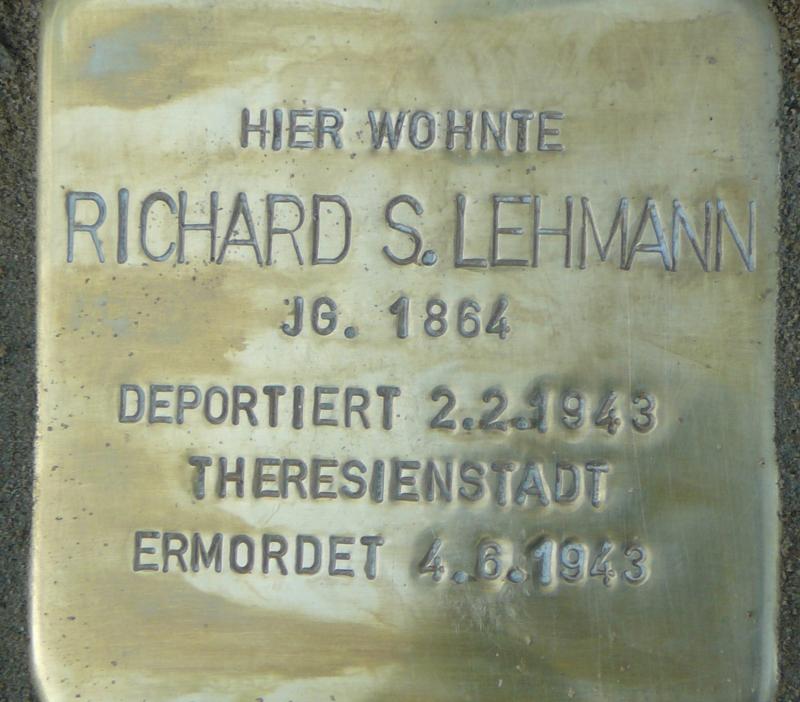 HIER WOHNTE
RICHARD S. LEHMANN
JG. 1864
DEPORTIERT 2.2.1943
THERESIENSTADT
ERMORDET 4.6.1943